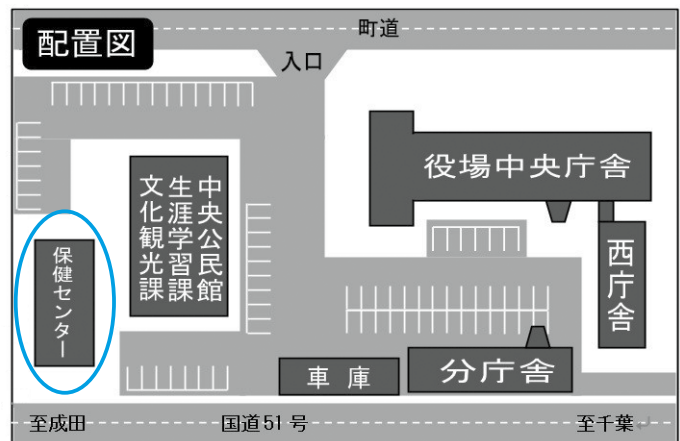 配置図
町道
入口
役場中央庁舎
中央公民館
生涯学習課
文化観光課
保健センター
西庁舎
分庁舎
車庫
至成田
国道51号
至千葉